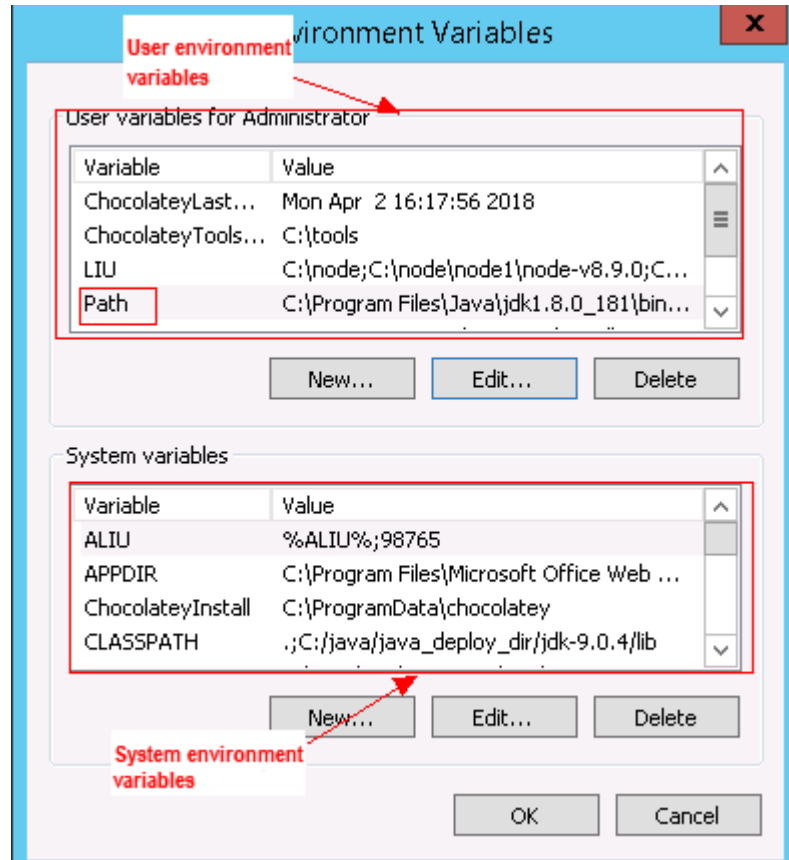 vironment Variables
x
User environment
variables
User variables for Administrator
Variable Value
ChocolateyLast... Mon Apr  2 16:17:56 2018
ChocolateyTools... C:\tools
LIU C:\node;C:\node\node1\node-v8.9.0;C...
Path C:\Program Files\Java\jdk1.8.0_181\bin...
New... Edit... Delete
System variables
Variable Value
ALIU %ALIU%;98765
APPDIR C:\Program Files\Microsoft Office Web ...
ChocolateyInstall C:\ProgramData\chocolatey
CLASSPATH .;C:/java/java_deploy_dir/jdk-9.0.4/lib
New... Edit... Delete
System environment
variables
OK Cancel